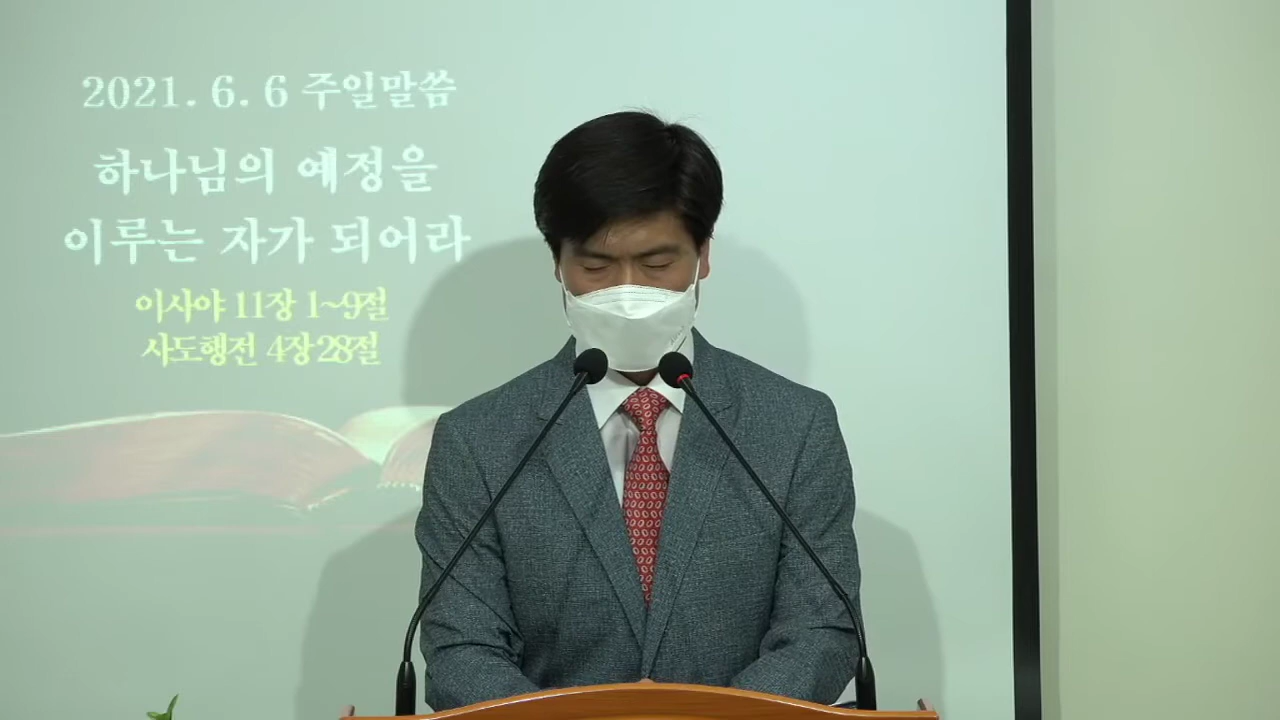 2021. 6. 6 주일말씀
하나님의 예정을
이루는 자가 되어라
이사야 11장 1~9절
사도행전 4장 28절